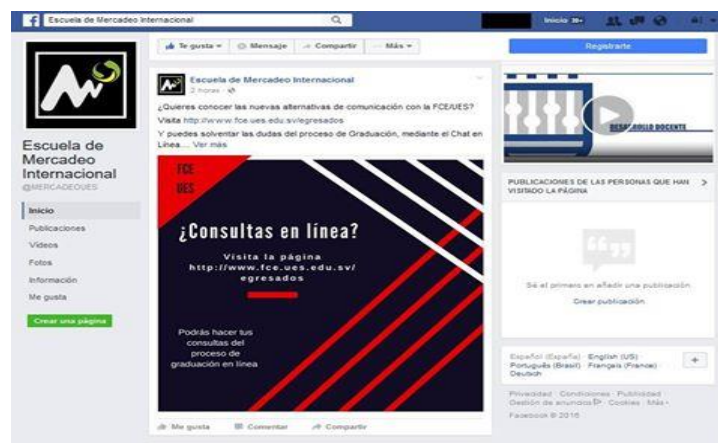 Escuela de Mercadeo Internacional
Inicio 20+
Te gusta
Mensaje
Compartir
Más
Registrarte
Escuela de Mercadeo Internacional
2 horas
¿Quieres conocer las nuevas alternativas de comunicación con la FCE/UES?
Visita http://www.fce.ues.edu.sv/egresados
Y puedes solventar las dudas del proceso de Graduación, mediante el Chat en
Línea.... Ver más
FCE
UES
¿Consultas en línea?
Visita la página
http://www.fce.ues.edu.sv/
egresados
Podrás hacer tus
consultas del
proceso de
graduación en línea
Me gusta
Comentar
Compartir
Escuela de
Mercadeo
Internacional
@MERCADEOUES
Inicio
Publicaciones
Vídeos
Fotos
Información
Me gusta
Crear una página
DESARROLLO DOCENTE
PUBLICACIONES DE LAS PERSONAS QUE HAN
VISITADO LA PÁGINA
Sé el primero en añadir una publicación.
Crear publicación
Español (España) · English (US) ·
Português (Brasil) · Français (France) ·
Deutsch
Privacidad · Condiciones · Publicidad ·
Gestión de anuncios · Cookies · Más
Facebook © 2016